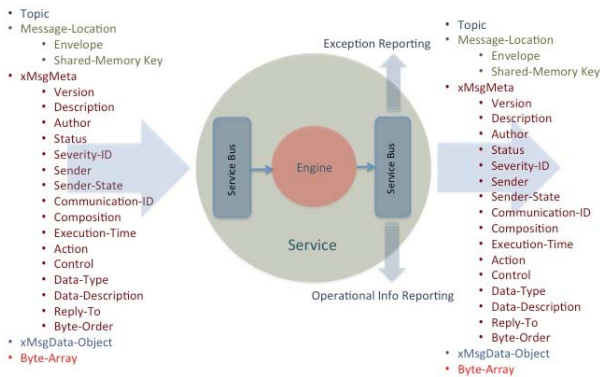 Topic
Message-Location
Envelope
Shared-Memory Key
xMsgMeta
Version
Description
Author
Status
Severity-ID
Sender
Sender-State
Communication-ID
Composition
Execution-Time
Action
Control
Data-Type
Data-Description
Reply-To
Byte-Order
xMsgData-Object
Byte-Array
Exception Reporting
Service Bus
Engine
Service Bus
Service
Operational Info Reporting
Topic
Message-Location
Envelope
Shared-Memory Key
xMsgMeta
Version
Description
Author
Status
Severity-ID
Sender
Sender-State
Communication-ID
Composition
Execution-Time
Action
Control
Data-Type
Data-Description
Reply-To
Byte-Order
xMsgData-Object
Byte-Array